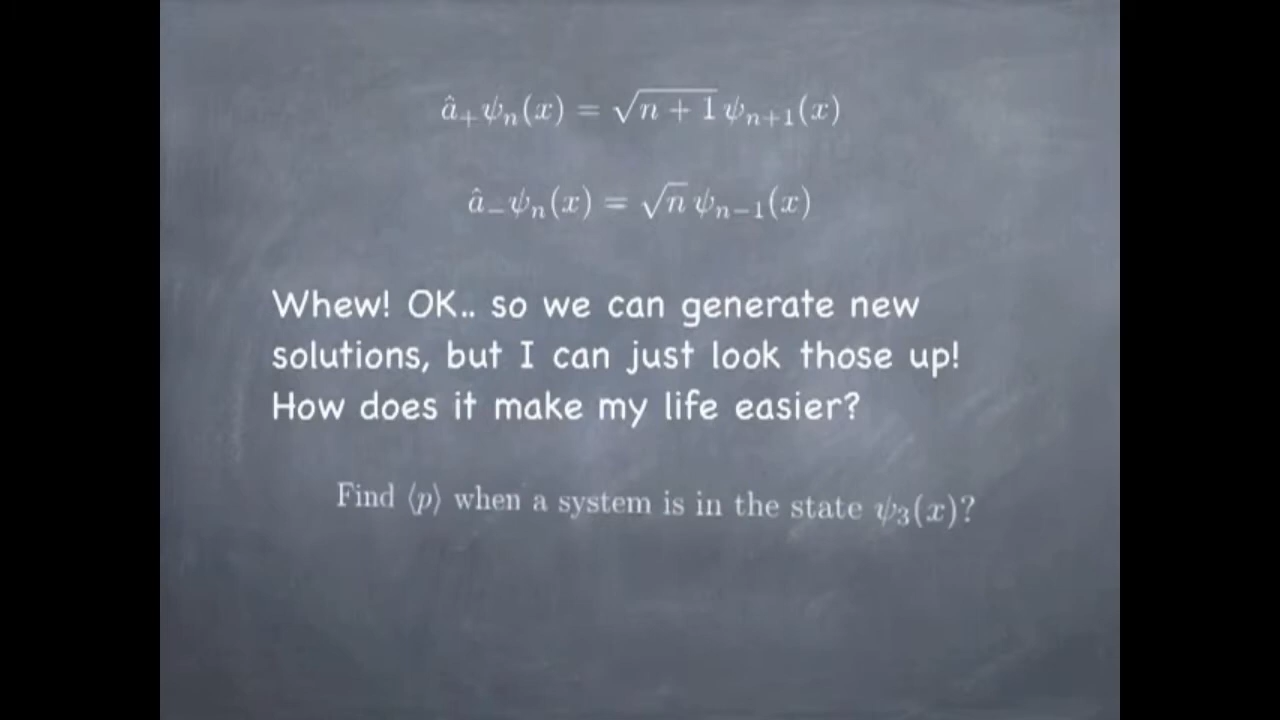 â₊ψₙ(x) = √(n + 1) ψₙ₊₁(x)
â₋ψₙ(x) = √n ψₙ₋₁(x)
Whew! OK.. so we can generate new
solutions, but I can just look those up!
How does it make my life easier?
Find ⟨p⟩ when a system is in the state ψ₃(x)?